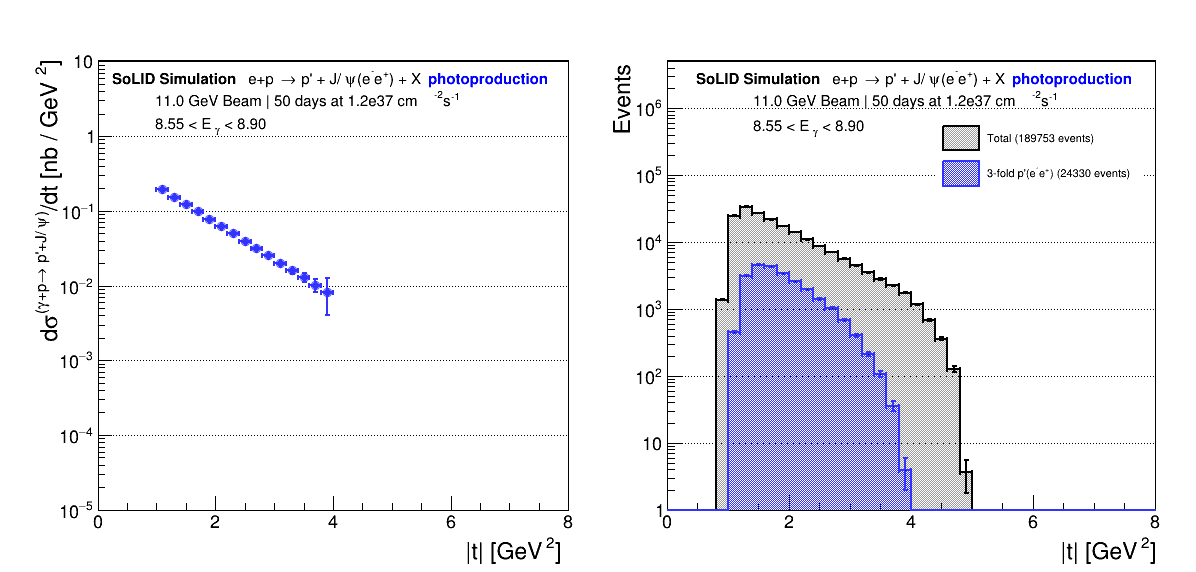 SoLID Simulation e+p → p' + J/ψ(e⁻e⁺) + X photoproduction
11.0 GeV Beam | 50 days at 1.2e37 cm⁻²s⁻¹
8.55 < Eγ < 8.90
dσ(γ+p→ p'+J/ψ)/dt [nb / GeV²]
10
1
10⁻¹
10⁻²
10⁻³
10⁻⁴
10⁻⁵
0 2 4 6 8
|t| [GeV²]
SoLID Simulation e+p → p' + J/ψ(e⁻e⁺) + X photoproduction
11.0 GeV Beam | 50 days at 1.2e37 cm⁻²s⁻¹
8.55 < Eγ < 8.90
Total (189753 events)
3-fold p'(e⁻e⁺) (24330 events)
Events
10⁶
10⁵
10⁴
10³
10²
10
1
0 2 4 6 8
|t| [GeV²]